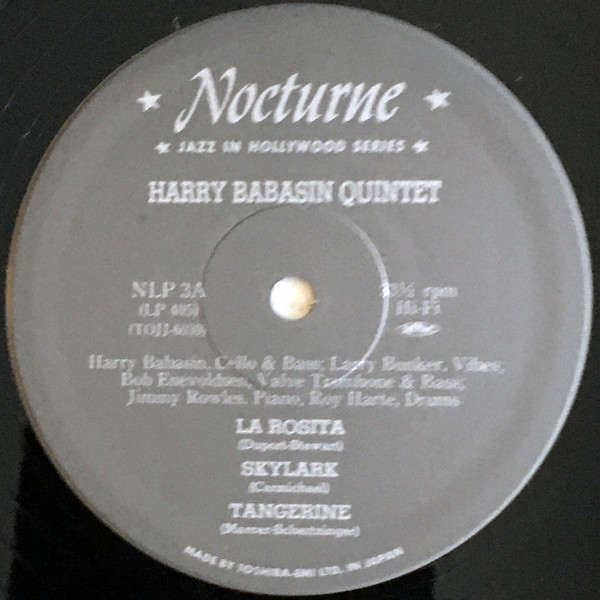 ★ Nocturne ★
★ JAZZ IN HOLLYWOOD SERIES ★
HARRY BABASIN QUINTET
NLP 3A
33⅓ rpm
(LP 405)
Hi-Fi
Harry Babasin, Cello & Bass; Larry Bunker, Vibes;
Bob Enevoldsen, Valve Trombone & Bass;
Jimmy Rowles, Piano, Roy Harte, Drums
LA ROSITA
(Dupont-Stewart)
SKYLARK
(Carmichael)
TANGERINE
(Mercer-Schertzinger)
MADE BY TOSHIBA-EMI LTD. IN JAPAN